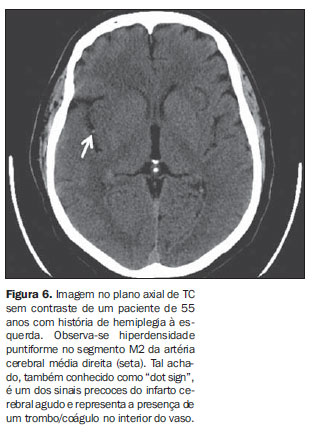 Figura 6. Imagem no plano axial de TC
sem contraste de um paciente de 55
anos com história de hemiplegia à es-
querda. Observa-se hiperdensidade
puntiforme no segmento M2 da artéria
cerebral média direita (seta). Tal acha-
do, também conhecido como “dot sign”,
é um dos sinais precoces do infarto ce-
rebral agudo e representa a presença de
um trombo/coágulo no interior do vaso.